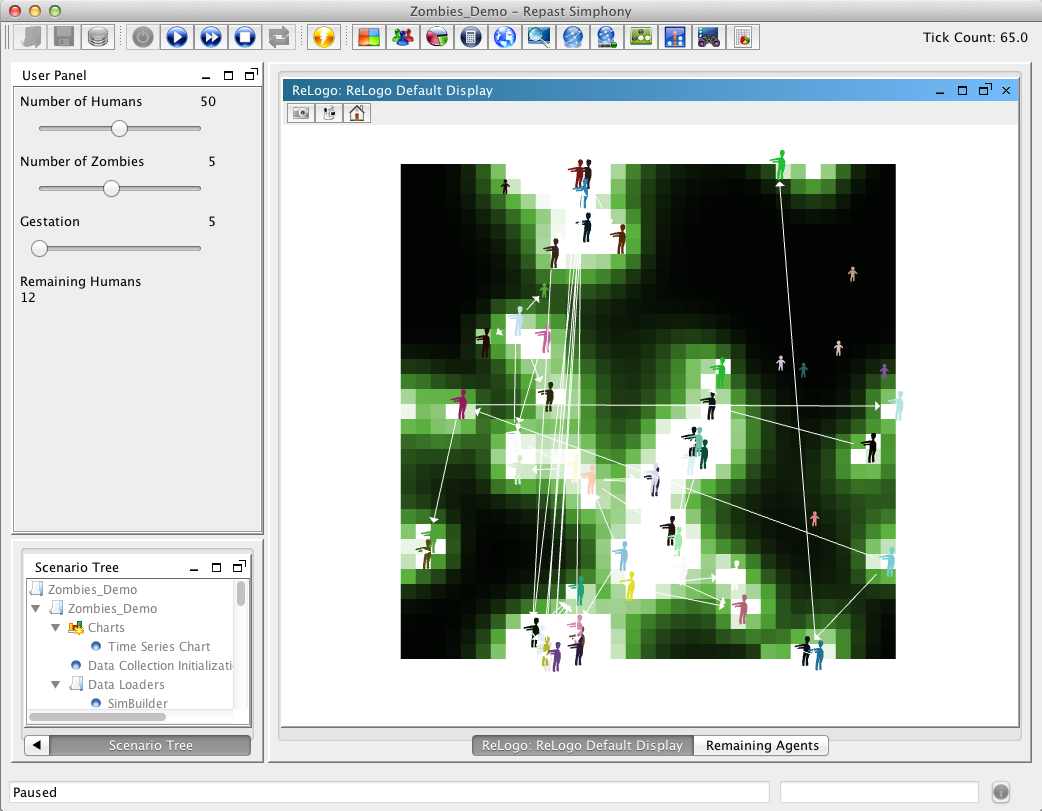 Zombies_Demo – Repast Simphony
Tick Count: 65.0
User Panel
Number of Humans 50
Number of Zombies 5
Gestation 5
Remaining Humans
12
Scenario Tree
Zombies_Demo
Zombies_Demo
Charts
Time Series Chart
Data Collection Initializati
Data Loaders
SimBuilder
Scenario Tree
ReLogo: ReLogo Default Display
ReLogo: ReLogo Default Display
Remaining Agents
Paused